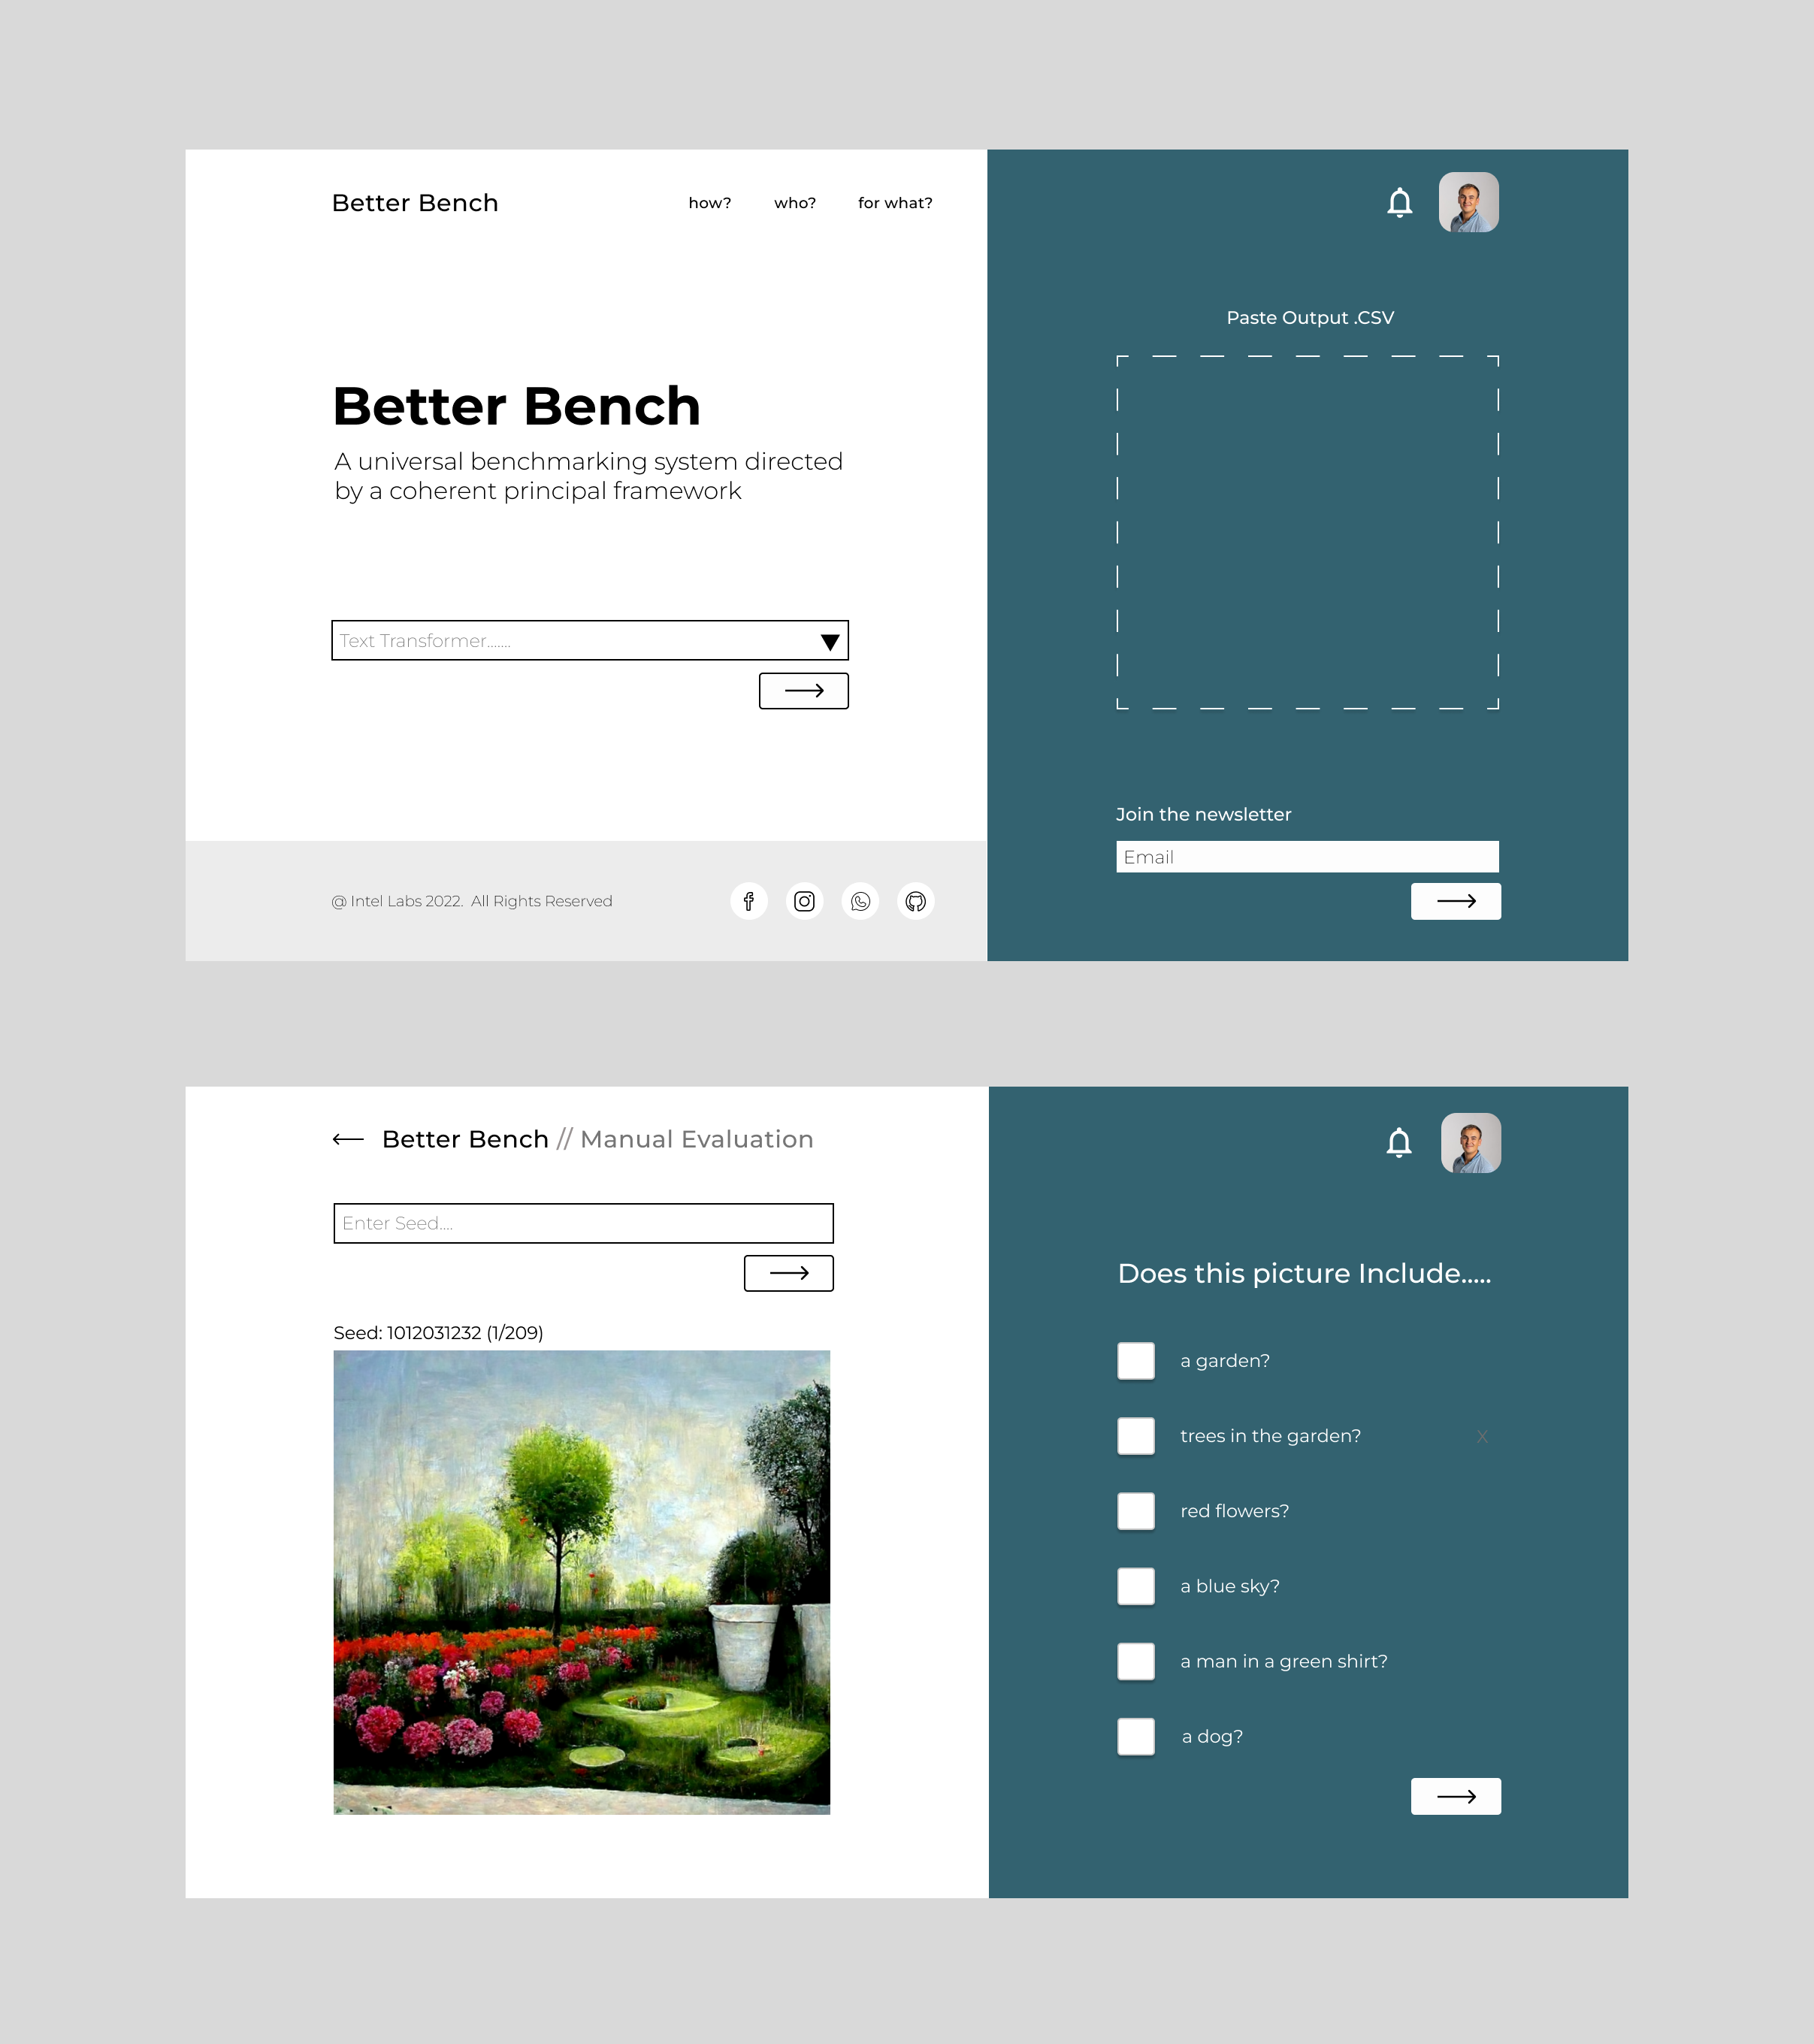 Better Bench
how?
who?
for what?
Better Bench
A universal benchmarking system directed
by a coherent principal framework
Text Transformer.......
@ Intel Labs 2022.  All Rights Reserved
Paste Output .CSV
Join the newsletter
Email
Better Bench // Manual Evaluation
Enter Seed....
Seed: 1012031232 (1/209)
Does this picture Include.....
a garden?
trees in the garden?
X
red flowers?
a blue sky?
a man in a green shirt?
a dog?